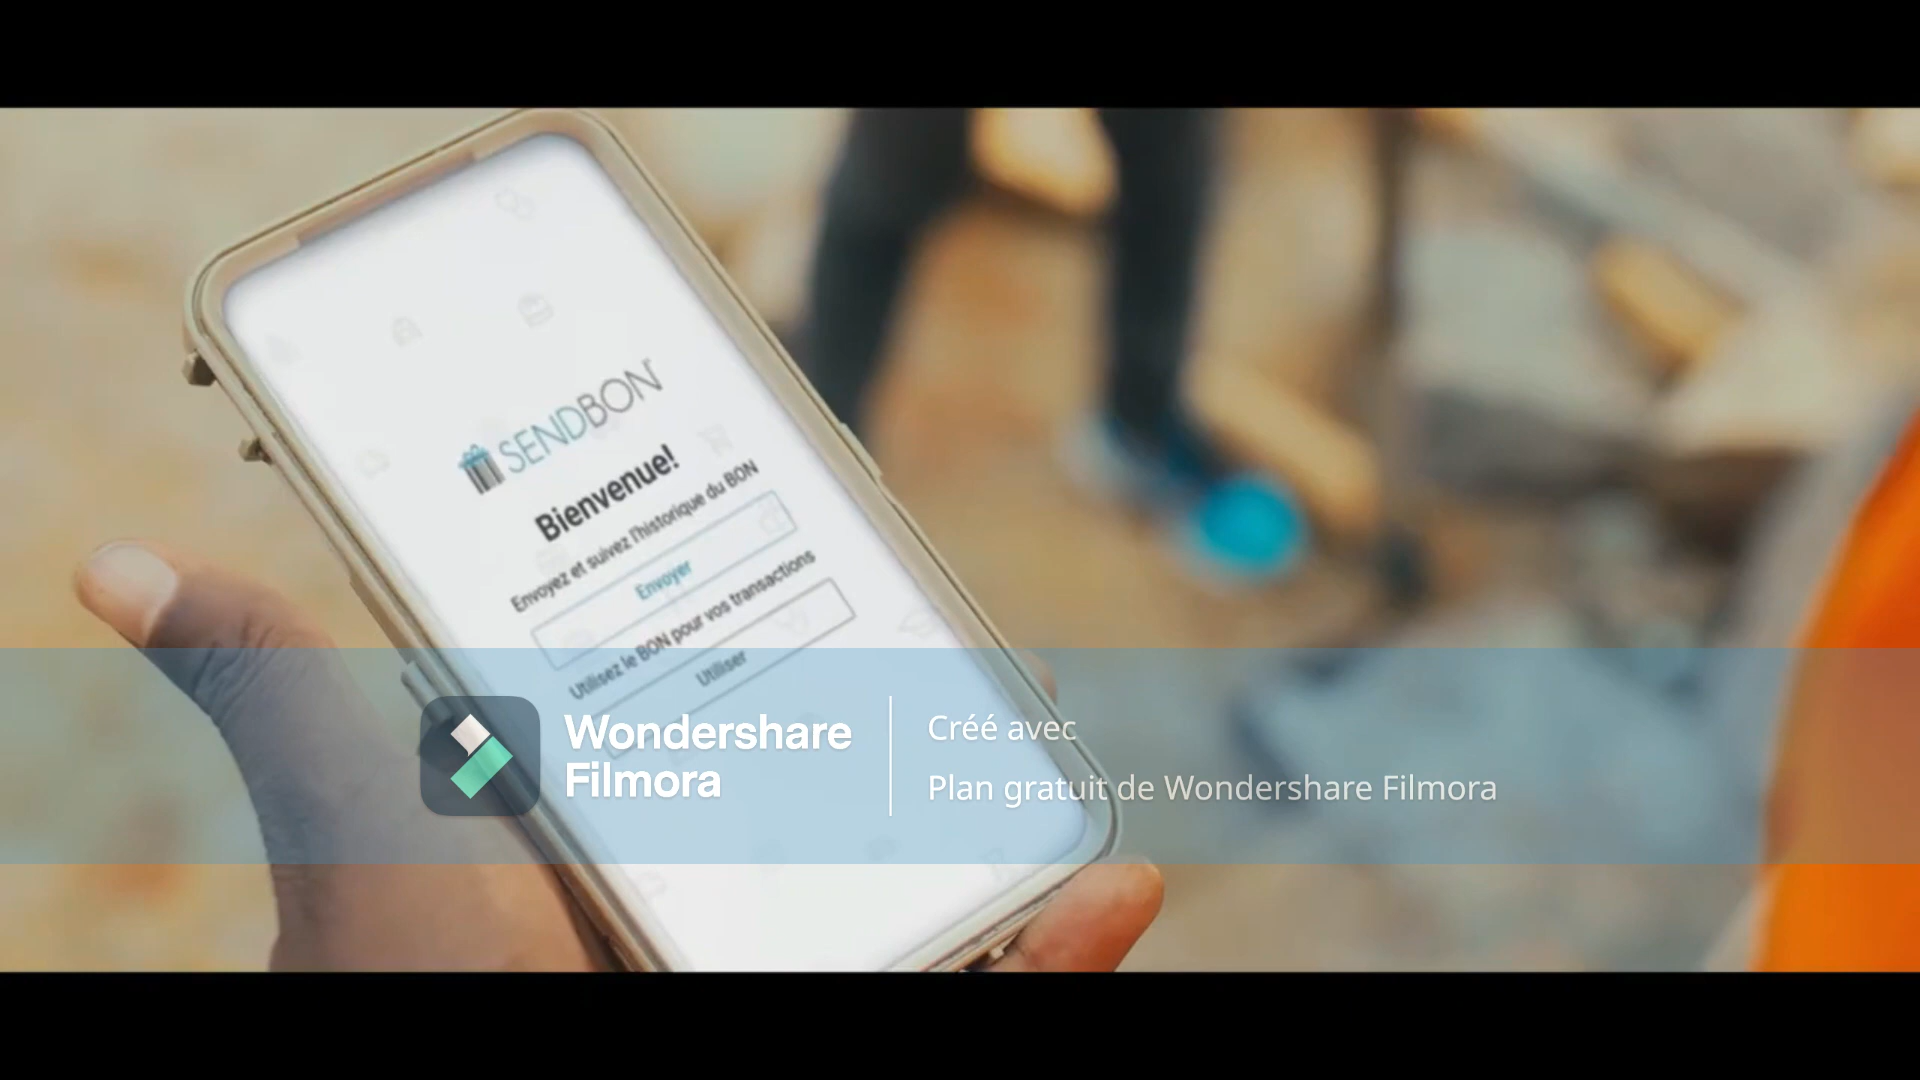 SENDBON
Bienvenue!
Envoyez et suivez l'historique du BON
Envoyer
Utilisez le BON pour vos transactions
Utiliser
Wondershare
Filmora
Créé avec
Plan gratuit de Wondershare Filmora